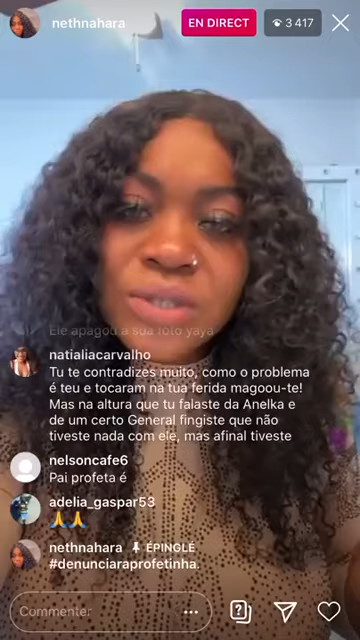 nethnahara
EN DIRECT
3 417
Ele apagou a sua foto yaya
natialiacarvalho
Tu te contradizes muito, como o problema
é teu e tocaram na tua ferida magoou-te!
Mas na altura que tu faiaste da Anelka e
de um certo General fingiste que não
tiveste nada com ele, mas afinal tiveste
nelsoncafe6
Pai profeta é
adelia_gaspar53
🙏🙏
nethnahara 📌 ÉPINGLÉ
#denunciaraprofetinha.
Commenter